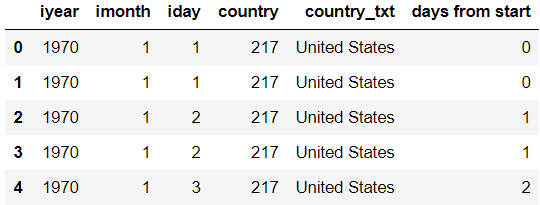 iyear imonth iday country country_txt days from start
0 1970 1 1 217 United States 0
1 1970 1 1 217 United States 0
2 1970 1 2 217 United States 1
3 1970 1 2 217 United States 1
4 1970 1 3 217 United States 2